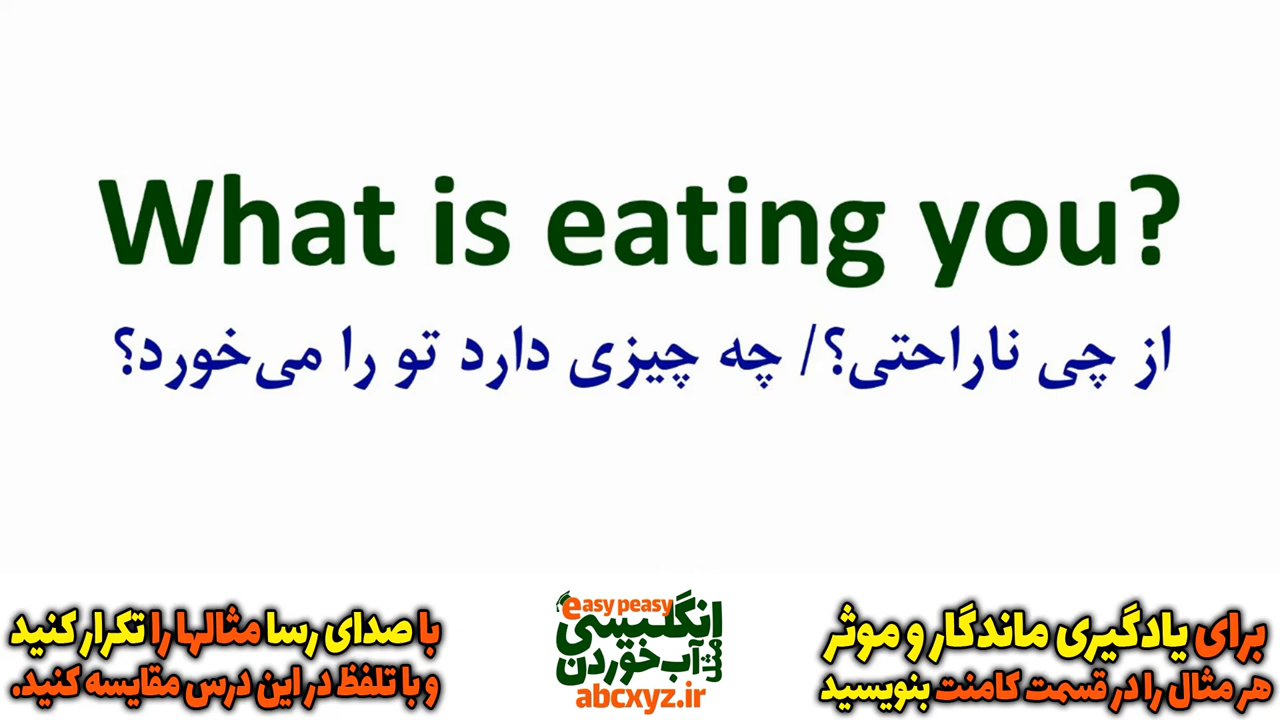 What is eating you?
از چی ناراحتی؟/ چه چیزی دارد تو را می‌خورد؟
برای یادگیری ماندگار و موثر
هر مثال را در قسمت کامنت بنویسید
easy peasy
انگلیسی
مثل آب خوردن
abcxyz.ir
با صدای رسا مثالها را تکرار کنید
و با تلفظ در این درس مقایسه کنید.